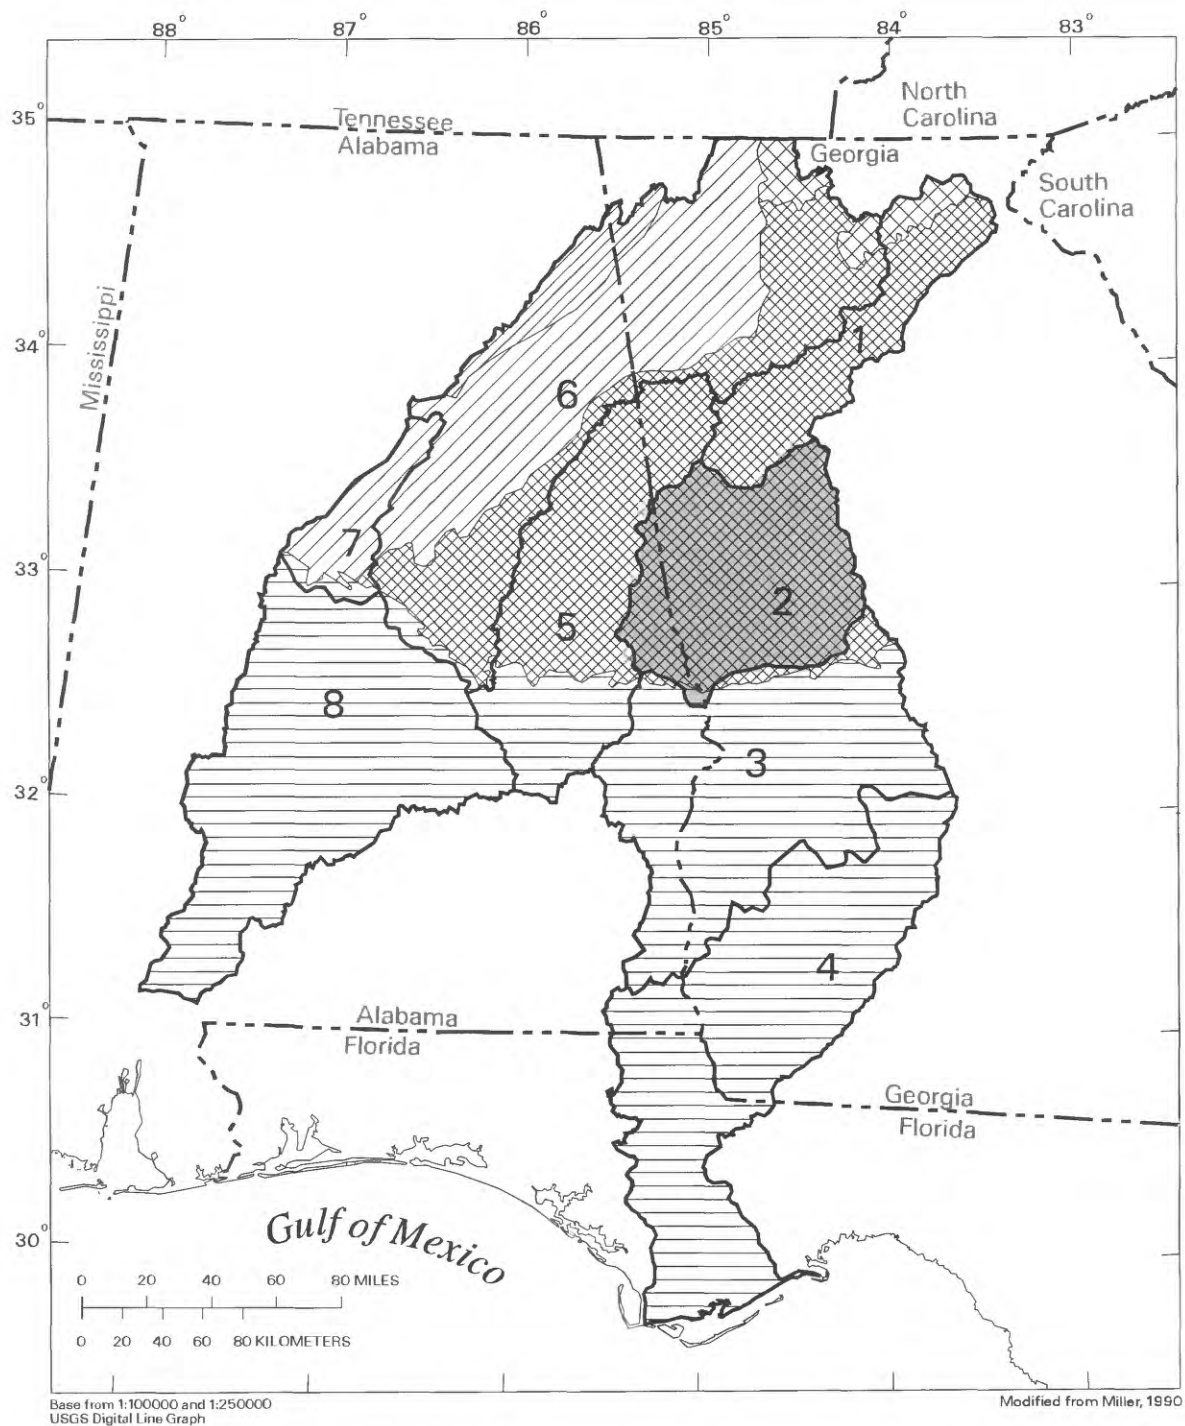 88° 87° 86° 85° 84° 83°
35°
Tennessee
Alabama
North
Carolina
Georgia
South
Carolina
Mississippi
34°
1
6
33°
7
2
5
8
3
32°
4
31°
Alabama
Florida
Georgia
Florida
30°
Gulf of Mexico
0 20 40 60 80 MILES
0 20 40 60 80 KILOMETERS
Base from 1:100000 and 1:250000
USGS Digital Line Graph
Modified from Miller, 1990